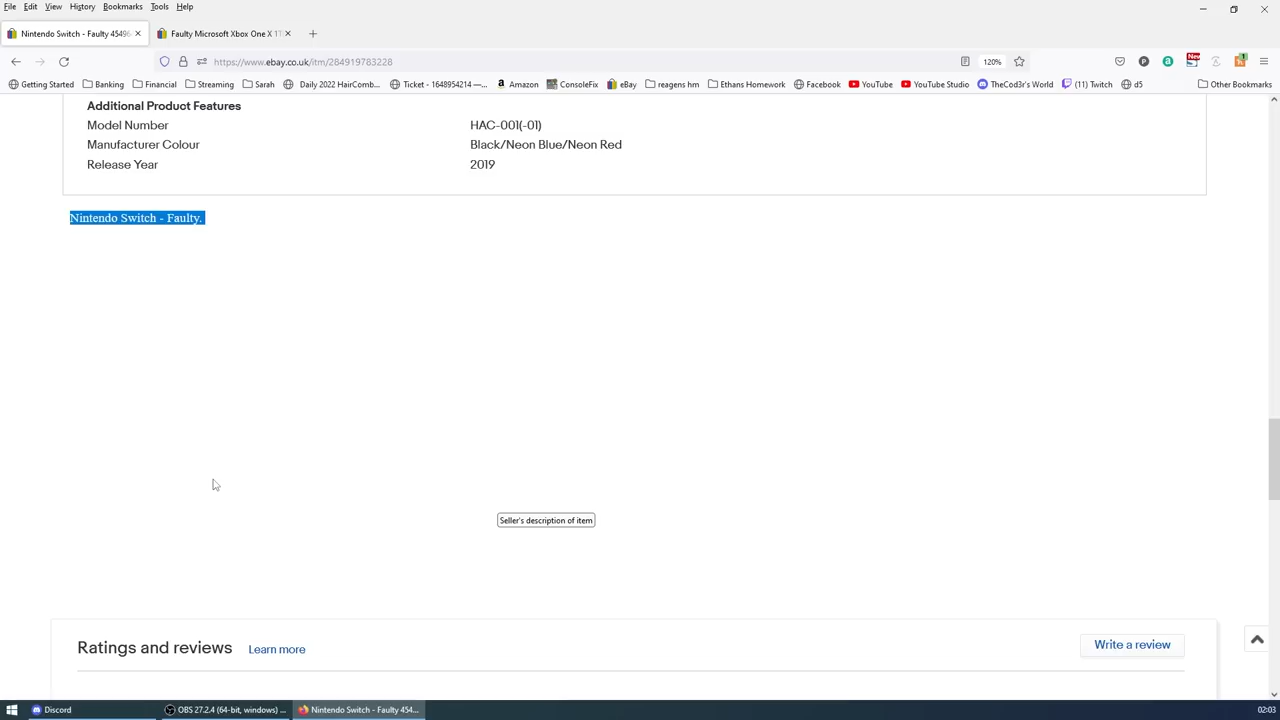 File Edit View History Bookmarks Tools Help
Nintendo Switch - Faulty 45496
Faulty Microsoft Xbox One X 1T
https://www.ebay.co.uk/itm/284919783228
120%
New
1
Getting Started Banking Financial Streaming Sarah Daily 2022 HairComb... Ticket - 1648954214 —... Amazon ConsoleFix eBay reagens hm Ethans Homework Facebook YouTube YouTube Studio TheCod3r's World (11) Twitch d5 Other Bookmarks
Additional Product Features
Model Number HAC-001(-01)
Manufacturer Colour Black/Neon Blue/Neon Red
Release Year 2019
Nintendo Switch - Faulty.
Seller's description of item
Ratings and reviews Learn more Write a review
Discord OBS 27.2.4 (64-bit, windows) ... Nintendo Switch - Faulty 454... 02:03